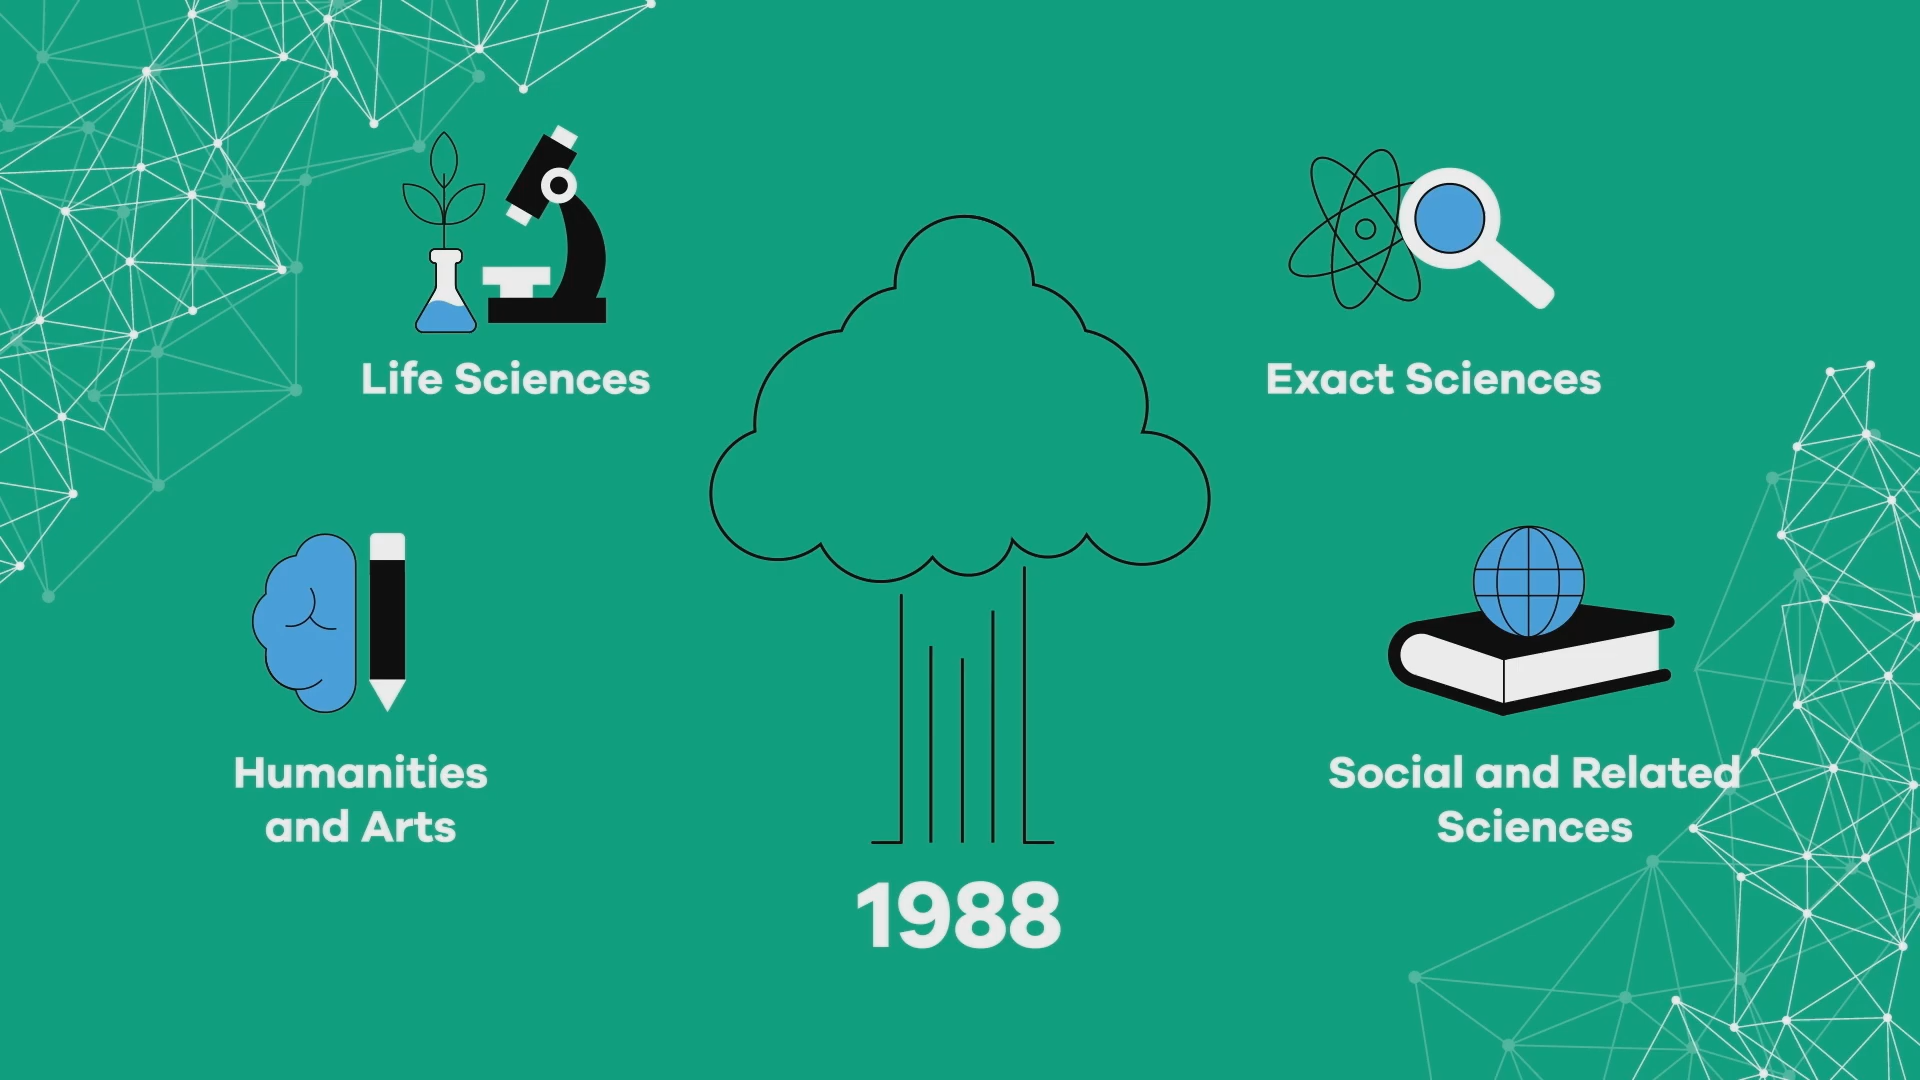 Life Sciences
Exact Sciences
Humanities
and Arts
Social and Related
Sciences
1988